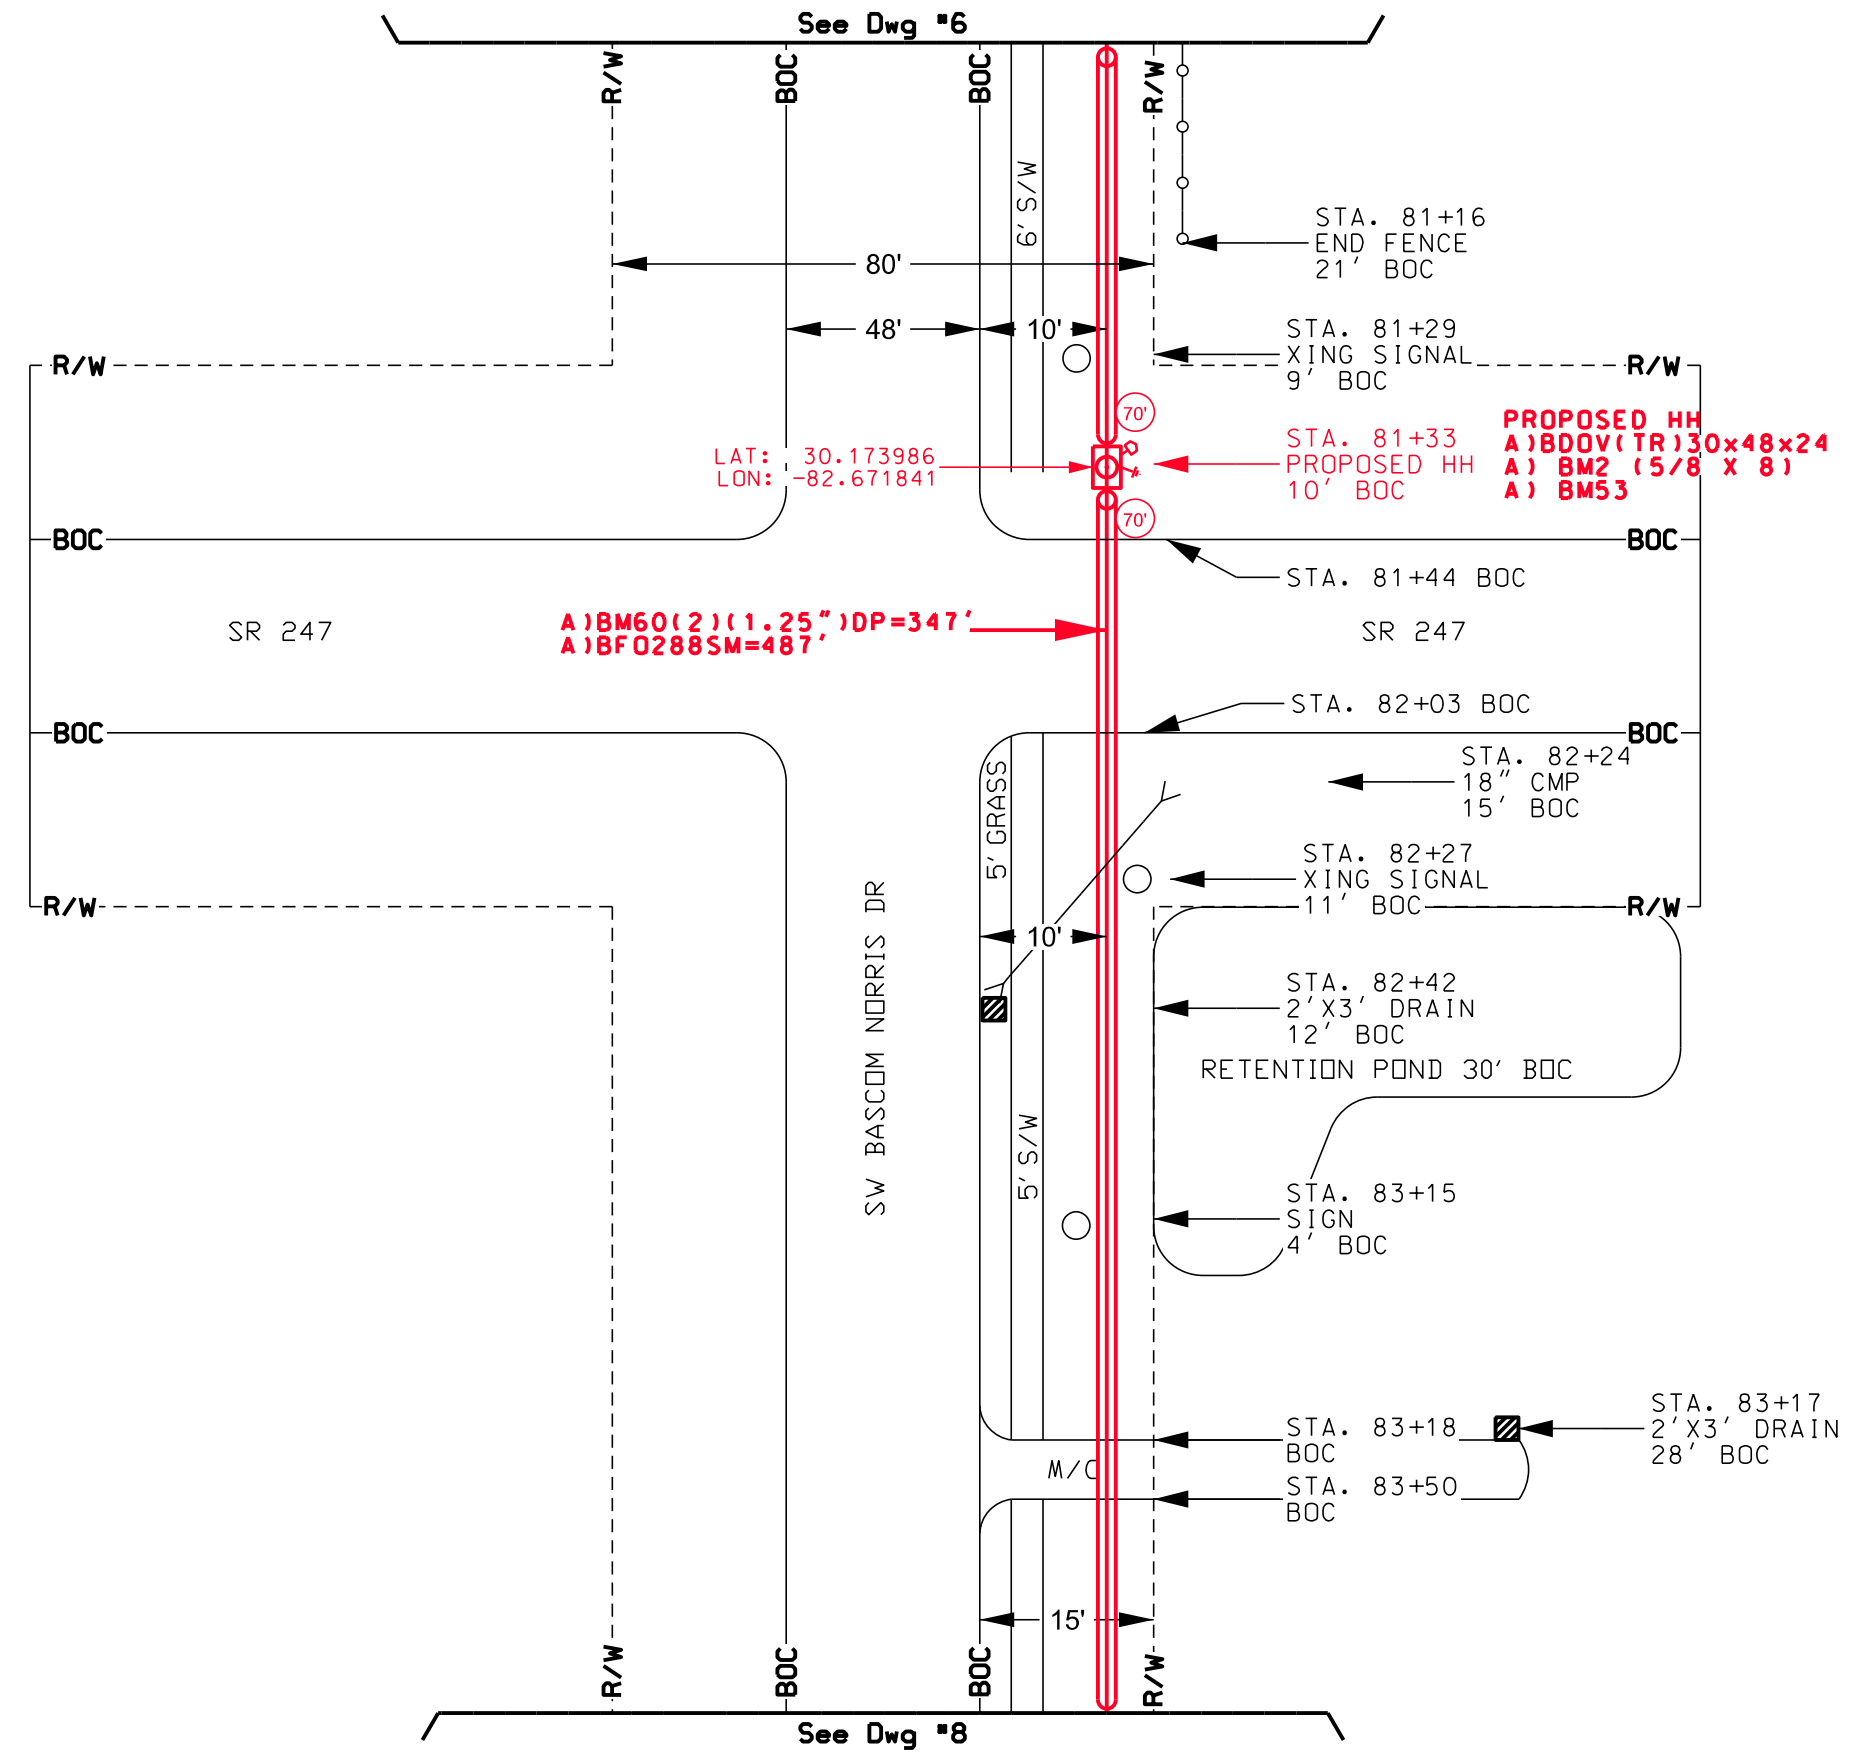 See Dwg #6
R/W
BOC
BOC
R/W
6' S/W
STA. 81+16
END FENCE
21' BOC
80'
48'
10'
STA. 81+29
XING SIGNAL
9' BOC
R/W
R/W
70'
STA. 81+33
PROPOSED HH
10' BOC
PROPOSED HH
A)BDOV(TR)30x48x24
A) BM2 (5/8 X 8)
A) BM53
LAT: 30.173986
LON: -82.671841
70'
BOC
BOC
STA. 81+44 BOC
SR 247
A)BM60(2)(1.25")DP=347'
A)BFO288SM=487'
SR 247
STA. 82+03 BOC
BOC
BOC
STA. 82+24
18" CMP
15' BOC
5' GRASS
STA. 82+27
XING SIGNAL
11' BOC
R/W
R/W
10'
SW BASCOM NORRIS DR
STA. 82+42
2'X3' DRAIN
12' BOC
RETENTION POND 30' BOC
5' S/W
STA. 83+15
SIGN
4' BOC
STA. 83+17
2'X3' DRAIN
28' BOC
STA. 83+18
BOC
M/C
STA. 83+50
BOC
15'
R/W
BOC
BOC
R/W
See Dwg #8